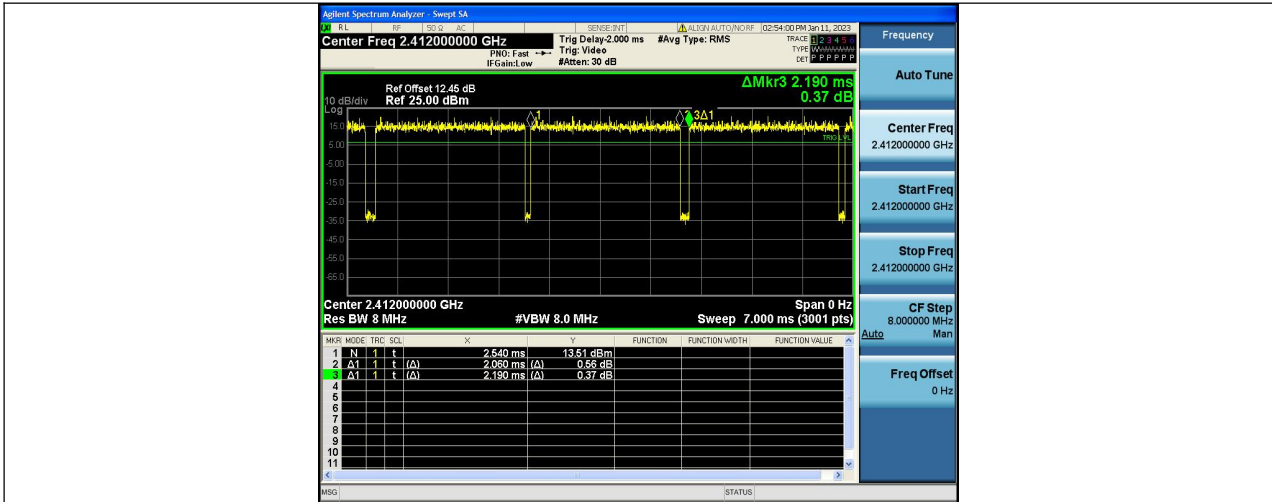 Agilent Spectrum Analyzer - Swept SA
RL RF 50 Ω AC SENSE:INT ALIGN AUTO/NO RF 02:54:00 PM Jan 11, 2023
Center Freq 2.412000000 GHz
PNO: Fast
IFGain:Low
Trig Delay-2.000 ms
Trig: Video
#Atten: 30 dB
#Avg Type: RMS
TRACE 1 2 3 4 5 6
TYPE
DET P P P P P P
Ref Offset 12.45 dB
Ref 25.00 dBm
10 dB/div
Log
ΔMkr3 2.190 ms
0.37 dB
1
3Δ1
15.0
TRIG LVL
5.00
-5.00
-15.0
-25.0
-35.0
-45.0
-55.0
-65.0
Center 2.412000000 GHz Span 0 Hz
Res BW 8 MHz #VBW 8.0 MHz Sweep 7.000 ms (3001 pts)
MKR MODE TRC SCL X Y FUNCTION FUNCTION WIDTH FUNCTION VALUE
1 N 1 t 2.540 ms 13.51 dBm
2 Δ1 1 t (Δ) 2.060 ms (Δ) 0.56 dB
3 Δ1 1 t (Δ) 2.190 ms (Δ) 0.37 dB
4
5
6
7
8
9
10
11
MSG STATUS
Frequency
Auto Tune
Center Freq
2.412000000 GHz
Start Freq
2.412000000 GHz
Stop Freq
2.412000000 GHz
CF Step
8.000000 MHz
Auto Man
Freq Offset
0 Hz